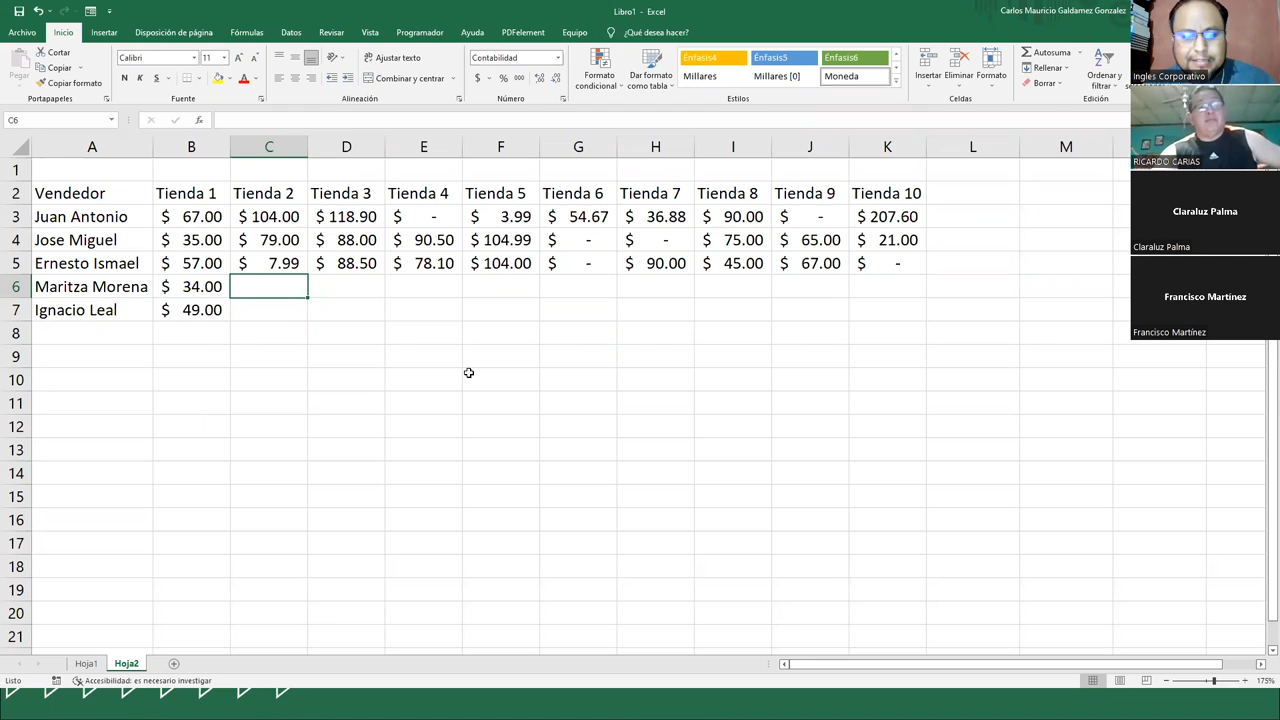 Libro1 - Excel
Carlos Mauricio Galdamez Gonzalez
Archivo Inicio Insertar Disposición de página Fórmulas Datos Revisar Vista Programador Ayuda PDFelement Equipo ¿Qué desea hacer?
Pegar Cortar Copiar Copiar formato Portapapeles
Calibri 11 N K S Fuente
Ajustar texto Combinar y centrar Alineación
Contabilidad $ % 000 Número
Formato condicional Dar formato como tabla Énfasis4 Énfasis5 Énfasis6 Millares Millares [0] Moneda Estilos
Insertar Eliminar Formato Celdas
Autosuma Rellenar Borrar Ordenar y Edición
C6 fx
A B C D E F G H I J K L M
1
2 Vendedor Tienda 1 Tienda 2 Tienda 3 Tienda 4 Tienda 5 Tienda 6 Tienda 7 Tienda 8 Tienda 9 Tienda 10
3 Juan Antonio $ 67.00 $ 104.00 $ 118.90 $ - $ 3.99 $ 54.67 $ 36.88 $ 90.00 $ - $ 207.60
4 Jose Miguel $ 35.00 $ 79.00 $ 88.00 $ 90.50 $ 104.99 $ - $ - $ 75.00 $ 65.00 $ 21.00
5 Ernesto Ismael $ 57.00 $ 7.99 $ 88.50 $ 78.10 $ 104.00 $ - $ 90.00 $ 45.00 $ 67.00 $ -
6 Maritza Morena $ 34.00
7 Ignacio Leal $ 49.00
8
9
10
11
12
13
14
15
16
17
18
19
20
21
Hoja1 Hoja2
Listo Accesibilidad: es necesario investigar 175%
Ingles Corporativo
RICARDO CARIAS
Claraluz Palma
Claraluz Palma
Francisco Martínez
Francisco Martínez